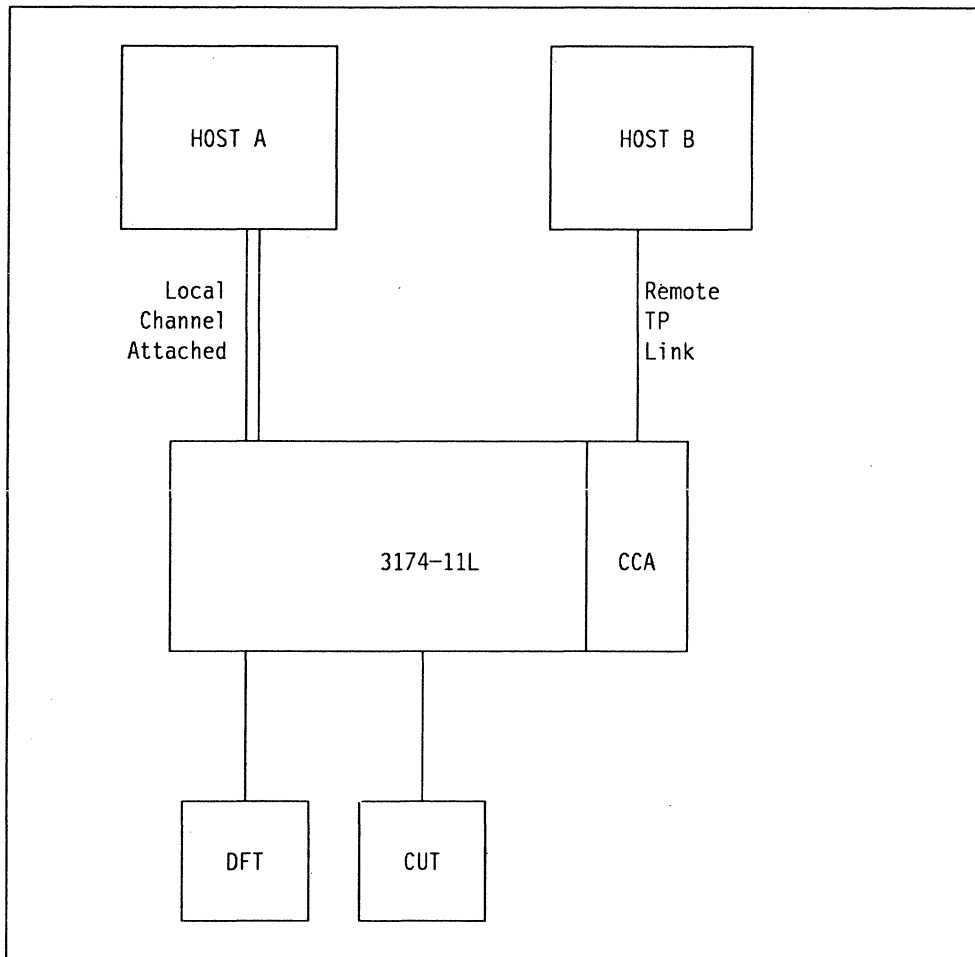 HOST A
HOST B
Local
Channel
Attached
Remote
TP
Link
3174-11L
CCA
DFT
CUT